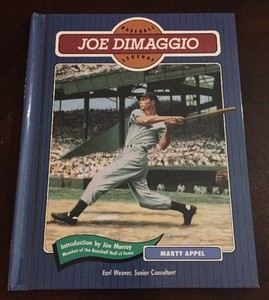 BASEBALL
JOE DIMAGGIO
LEGENDS
Introduction by Jim Murray
Member of the Baseball Hall of Fame
MARTY APPEL
Earl Weaver, Senior Consultant